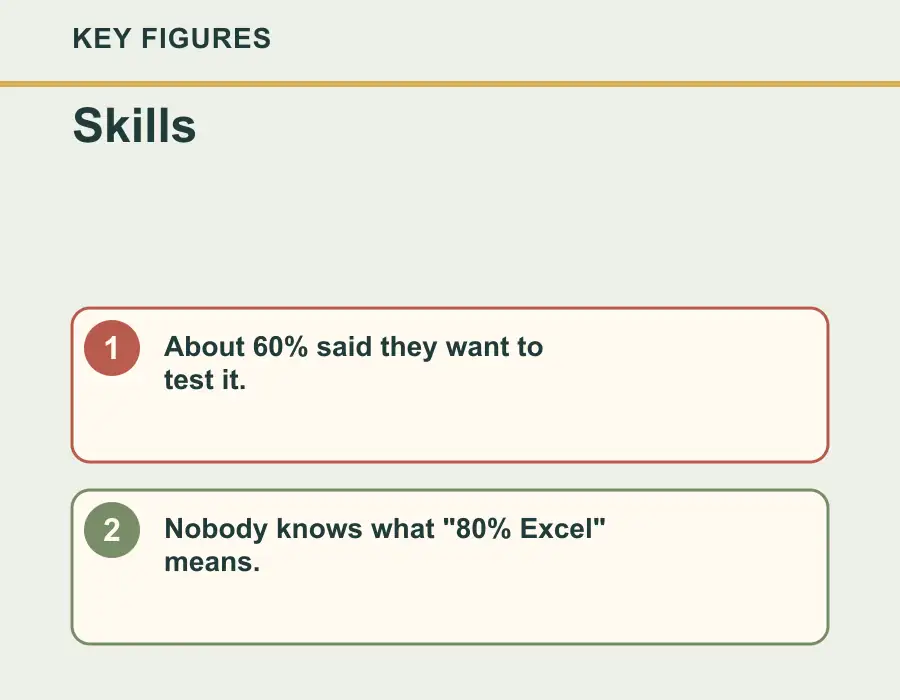 KEY FIGURES
Skills
1
About 60% said they want to
test it.
2
Nobody knows what "80% Excel"
means.